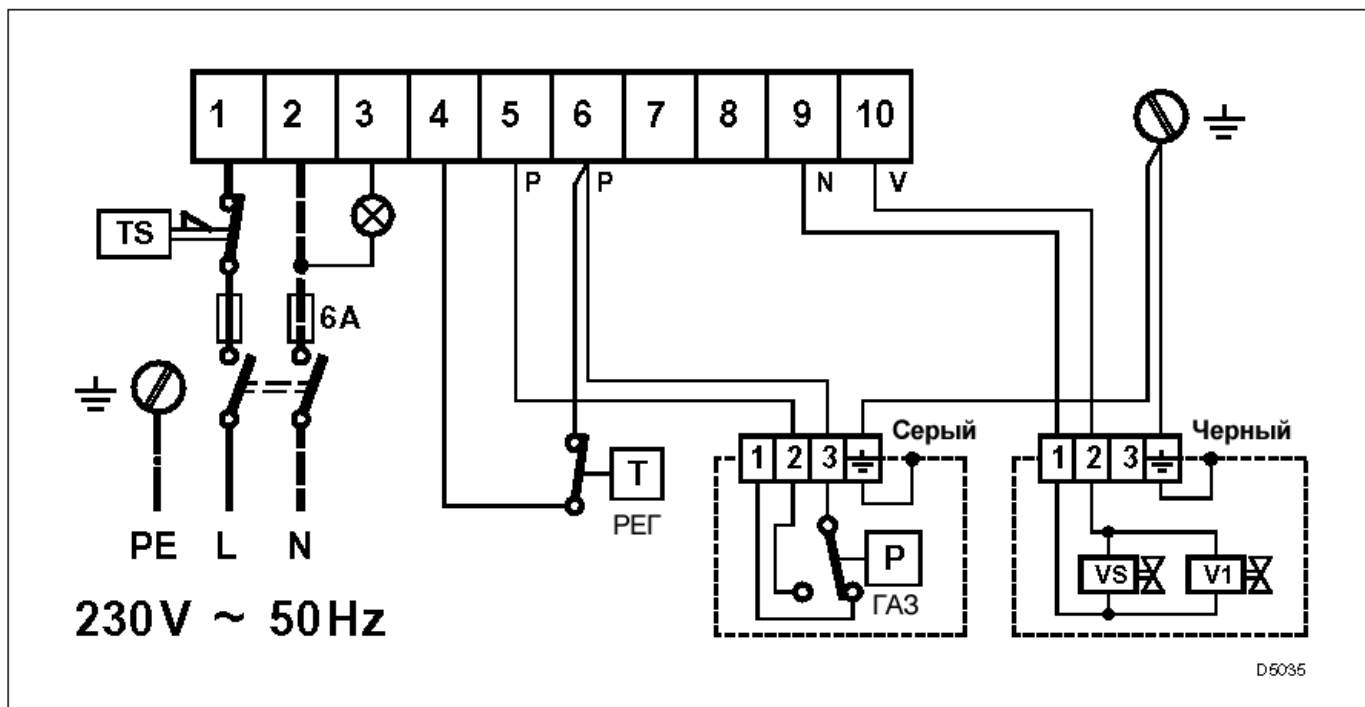 1 2 3 4 5 6 7 8 9 10
P P N V
TS
6A
Серый
Черный
1 2 3
1 2 3
T
РЕГ
P
ГАЗ
VS V1
PE L N
230V ~ 50Hz
D5035